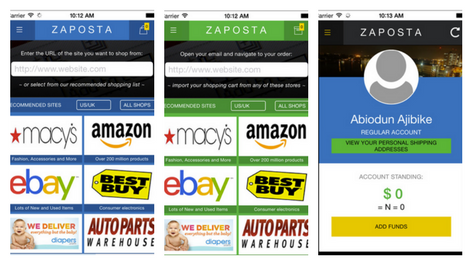 arrier 10:12 AM
ZAPOSTA
Enter the URL of the site you want to shop from:
http://www.website.com
– or select from our recommended shopping list –
ECOMMENDED SITES US/UK ALL SHOPS
macy's amazon
Fashion, Accessories and More Over 200 million products
ebay BEST BUY
Lots of New and Used Items Consumer electronics
WE DELIVER everything but the baby! diapers AUTOPARTS WAREHOUSE
arrier 10:12 AM
ZAPOSTA
Open your email and navigate to your order:
http://www.website.com
– import your shopping cart from any of these stores –
ECOMMENDED SITES US/UK ALL SHOPS
macy's amazon
Fashion, Accessories and More Over 200 million products
ebay BEST BUY
Lots of New and Used Items Consumer electronics
WE DELIVER everything but the baby! diapers AUTOPARTS WAREHOUSE
arrier 10:13 AM
ZAPOSTA
Abiodun Ajibike
REGULAR ACCOUNT
VIEW YOUR PERSONAL SHIPPING
ADDRESSES
ACCOUNT STANDING:
$ 0
= N = 0
ADD FUNDS